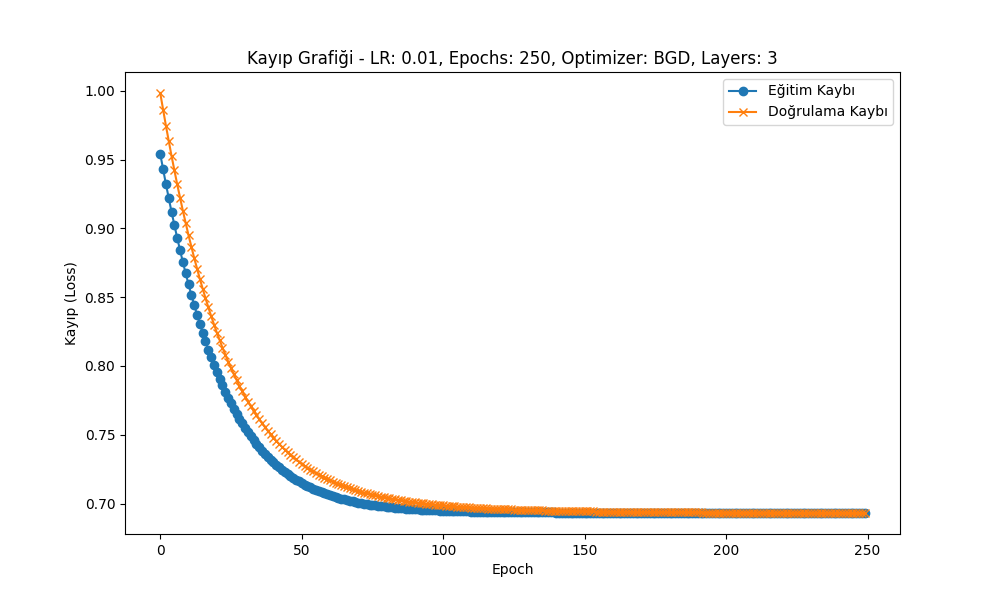 Kayıp Grafiği - LR: 0.01, Epochs: 250, Optimizer: BGD, Layers: 3
Eğitim Kaybı
Doğrulama Kaybı
Kayıp (Loss)
1.00
0.95
0.90
0.85
0.80
0.75
0.70
0 50 100 150 200 250
Epoch